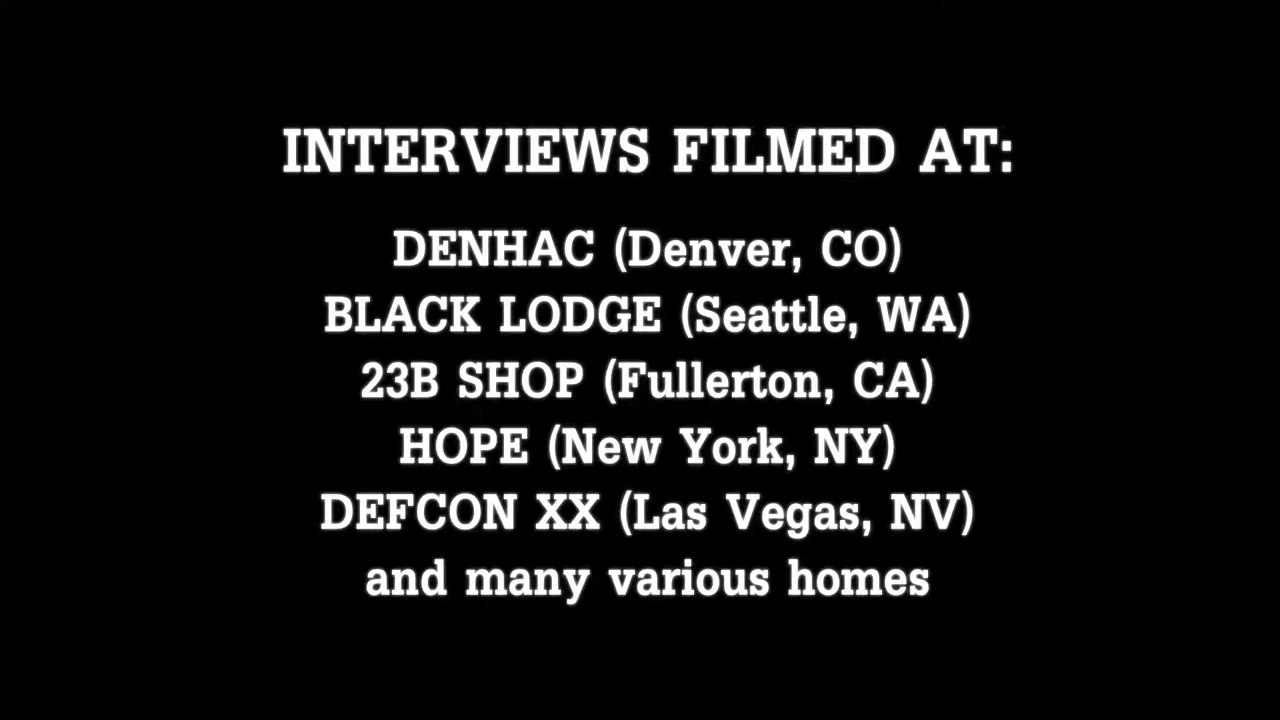 INTERVIEWS FILMED AT:
DENHAC (Denver, CO)
BLACK LODGE (Seattle, WA)
23B SHOP (Fullerton, CA)
HOPE (New York, NY)
DEFCON XX (Las Vegas, NV)
and many various homes